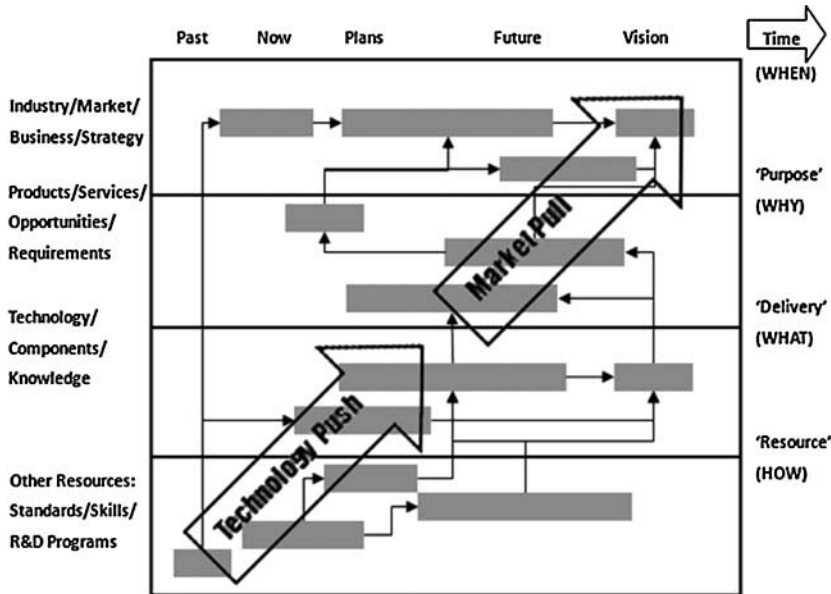 Past Now Plans Future Vision Time
(WHEN)
Industry/Market/
Business/Strategy
'Purpose'
(WHY)
Products/Services/
Opportunities/
Requirements
Market Pull
'Delivery'
(WHAT)
Technology/
Components/
Knowledge
Technology Push
'Resource'
(HOW)
Other Resources:
Standards/Skills/
R&D Programs